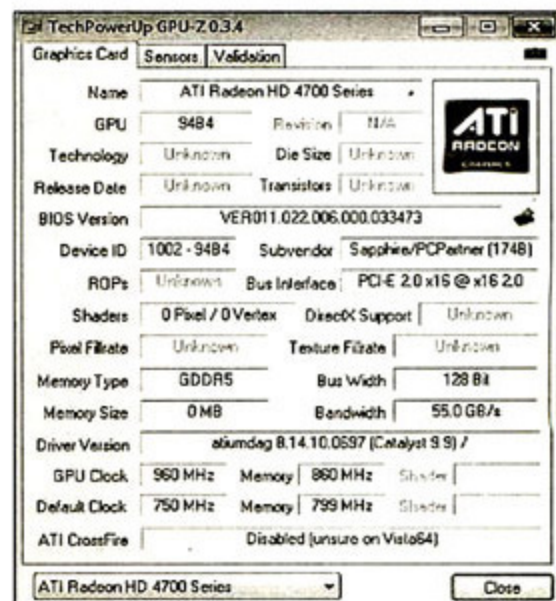 TechPowerUp GPU-Z 0.3.4
Graphics Card Sensors Validation
Name ATI Radeon HD 4700 Series
GPU 94B4 Revision N/A
ATI
RADEON
GRAPHICS
Technology Unknown Die Size Unknown
Release Date Unknown Transistors Unknown
BIOS Version VER011.022.006.000.033473
Device ID 1002 - 94B4 Subvendor Sapphire/PCPartner (174B)
ROPs Unknown Bus Interface PCI-E 2.0 x16 @ x16 2.0
Shaders 0 Pixel / 0 Vertex DirectX Support Unknown
Pixel Fillrate Unknown Texture Fillrate Unknown
Memory Type GDDR5 Bus Width 128 Bit
Memory Size 0 MB Bandwidth 55.0 GB/s
Driver Version atiumdag 8.14.10.0697 (Catalyst 9.9) /
GPU Clock 960 MHz Memory 860 MHz Shader
Default Clock 750 MHz Memory 799 MHz Shader
ATI CrossFire Disabled (unsure on Vista64)
ATI Radeon HD 4700 Series Close